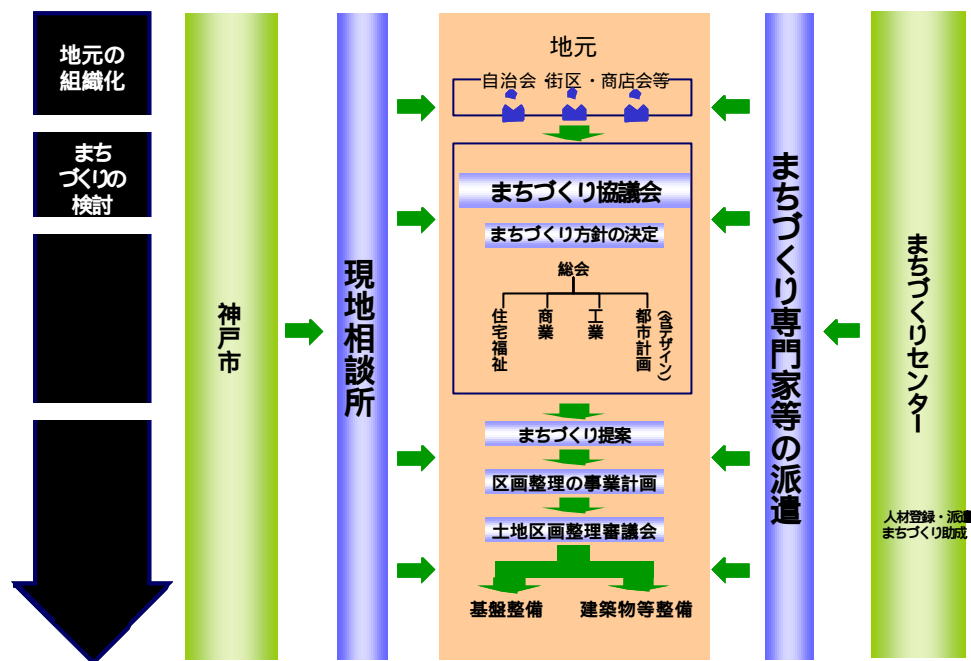 地元の
組織化
まち
づくりの
検討
神戸市
現地相談所
地元
自治会 街区・商店会等
まちづくり協議会
まちづくり方針の決定
総会
住宅福祉
商業
工業
都市計画
(含デザイン)
まちづくり提案
区画整理の事業計画
土地区画整理審議会
基盤整備
建築物等整備
まちづくり専門家等の派遣
まちづくりセンター
人材登録・派遣
まちづくり助成